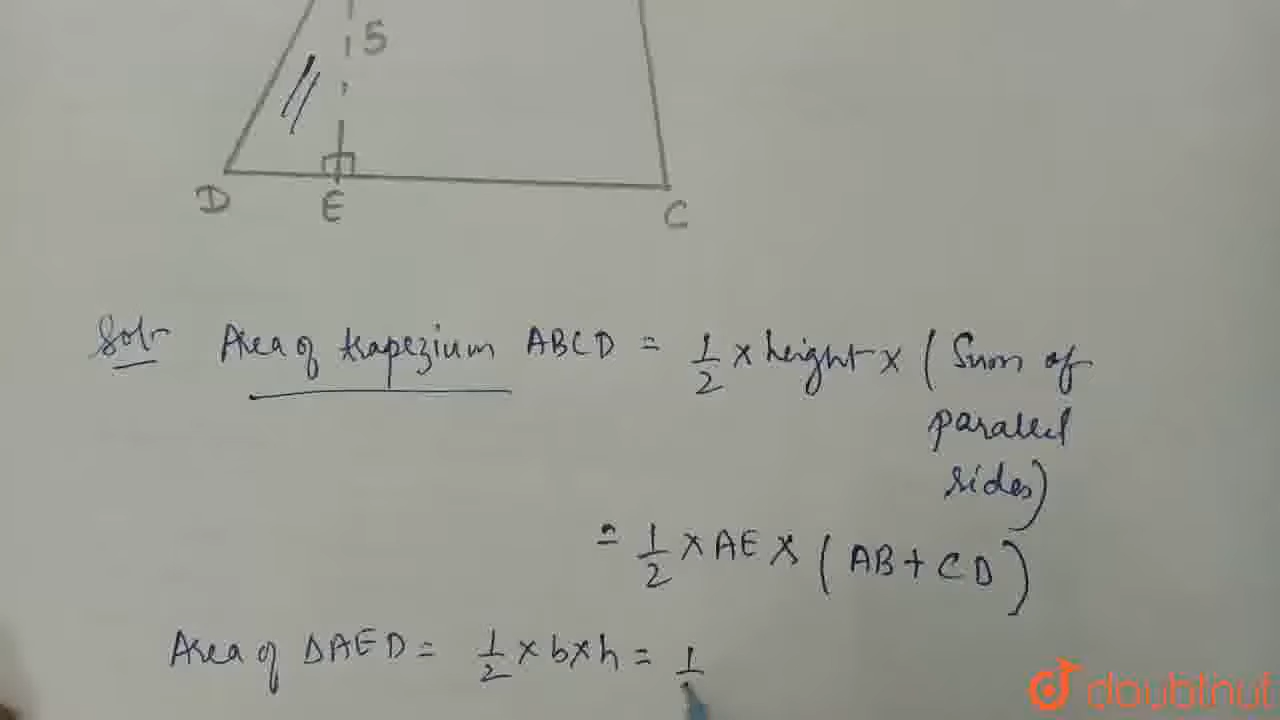 5
D E C
Soln Area of trapezium ABCD = 1/2 × height × (Sum of
parallel
sides)
= 1/2 × AE × (AB + CD)
Area of ΔAED = 1/2 × b × h = 1
doubtnut